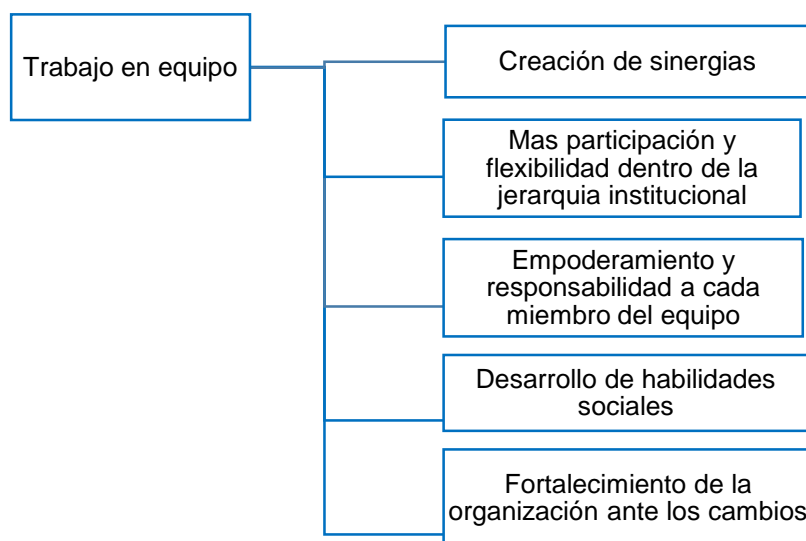 Trabajo en equipo
Creación de sinergias
Mas participación y
flexibilidad dentro de la
jerarquia institucional
Empoderamiento y
responsabilidad a cada
miembro del equipo
Desarrollo de habilidades
sociales
Fortalecimiento de la
organización ante los cambios